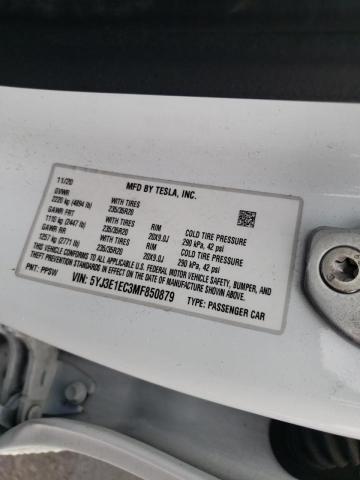 MFD BY TESLA, INC.
11/20
GVWR
2220 kg (4894 lb) WITH TIRES
GAWR FRT 235/35R20 RIM COLD TIRE PRESSURE
1110 kg (2447 lb) WITH TIRES 20X9.0J 290 kPa, 42 psi
GAWR RR 235/35R20 RIM COLD TIRE PRESSURE
1257 kg (2771 lb) WITH TIRES 20X9.0J 290 kPa, 42 psi
235/35R20
THIS VEHICLE CONFORMS TO ALL APPLICABLE FEDERAL MOTOR VEHICLE SAFETY, BUMPER, AND
THEFT PREVENTION STANDARDS IN EFFECT ON THE DATE OF MANUFACTURE SHOWN ABOVE.
PNT: PPSW VIN: 5YJ3E1EC3MF850879 TYPE: PASSENGER CAR